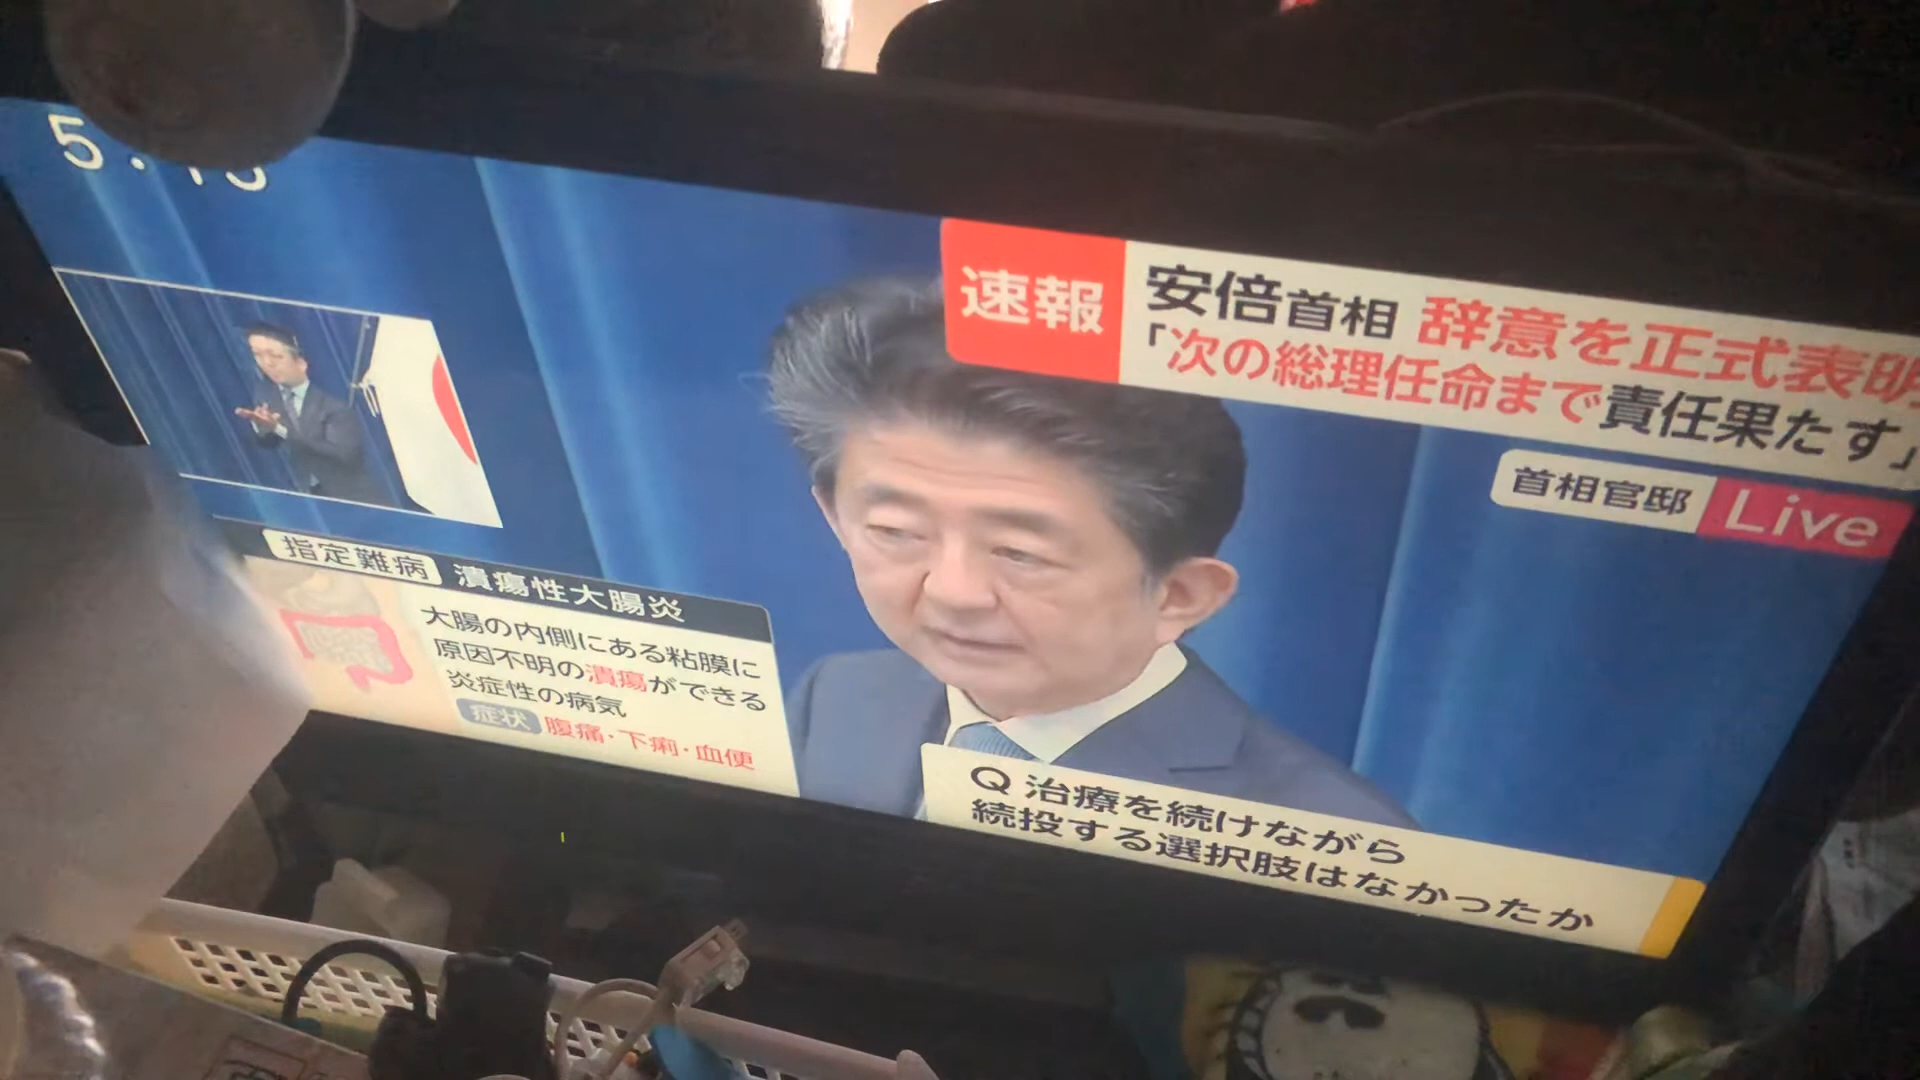 速報
安倍首相 辞意を正式表明
「次の総理任命まで責任果たす」
首相官邸 Live
指定難病 潰瘍性大腸炎
大腸の内側にある粘膜に
原因不明の潰瘍ができる
炎症性の病気
症状 腹痛・下痢・血便
Q 治療を続けながら
続投する選択肢はなかったか